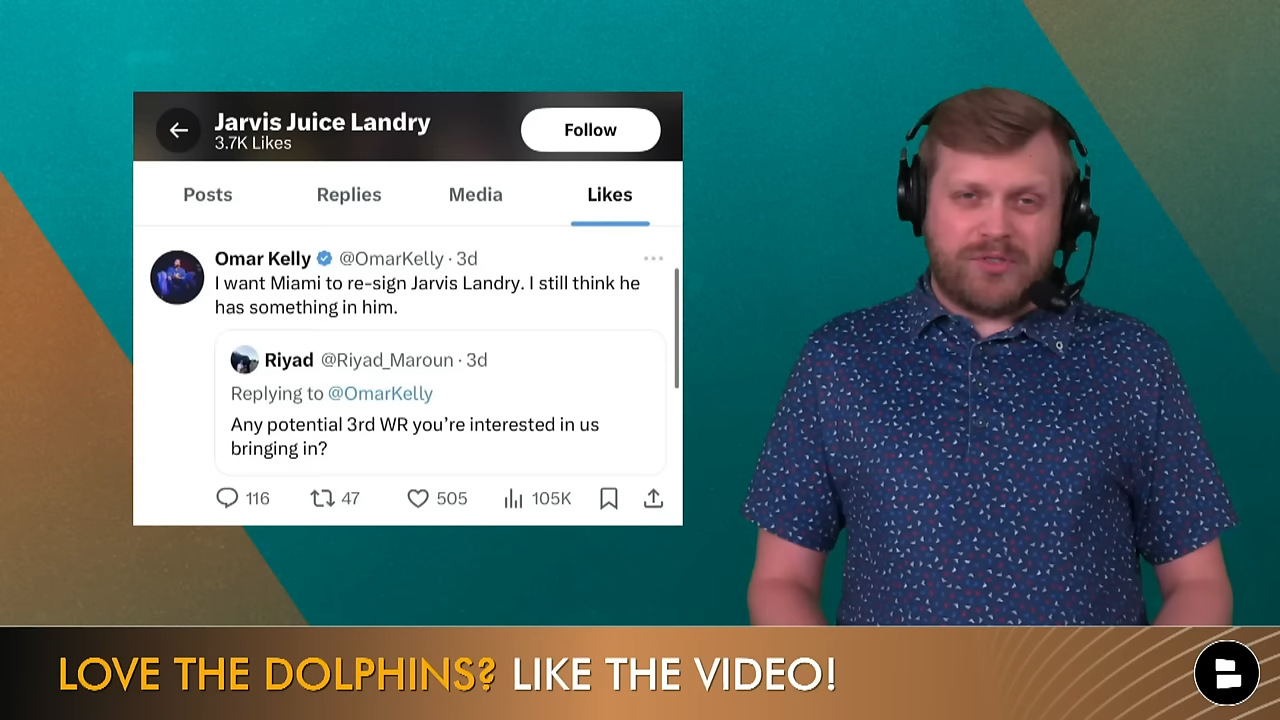 Jarvis Juice Landry
3.7K Likes
Follow
Posts Replies Media Likes
Omar Kelly @OmarKelly · 3d
I want Miami to re-sign Jarvis Landry. I still think he
has something in him.
Riyad @Riyad_Maroun · 3d
Replying to @OmarKelly
Any potential 3rd WR you're interested in us
bringing in?
116 47 505 105K
LOVE THE DOLPHINS? LIKE THE VIDEO!